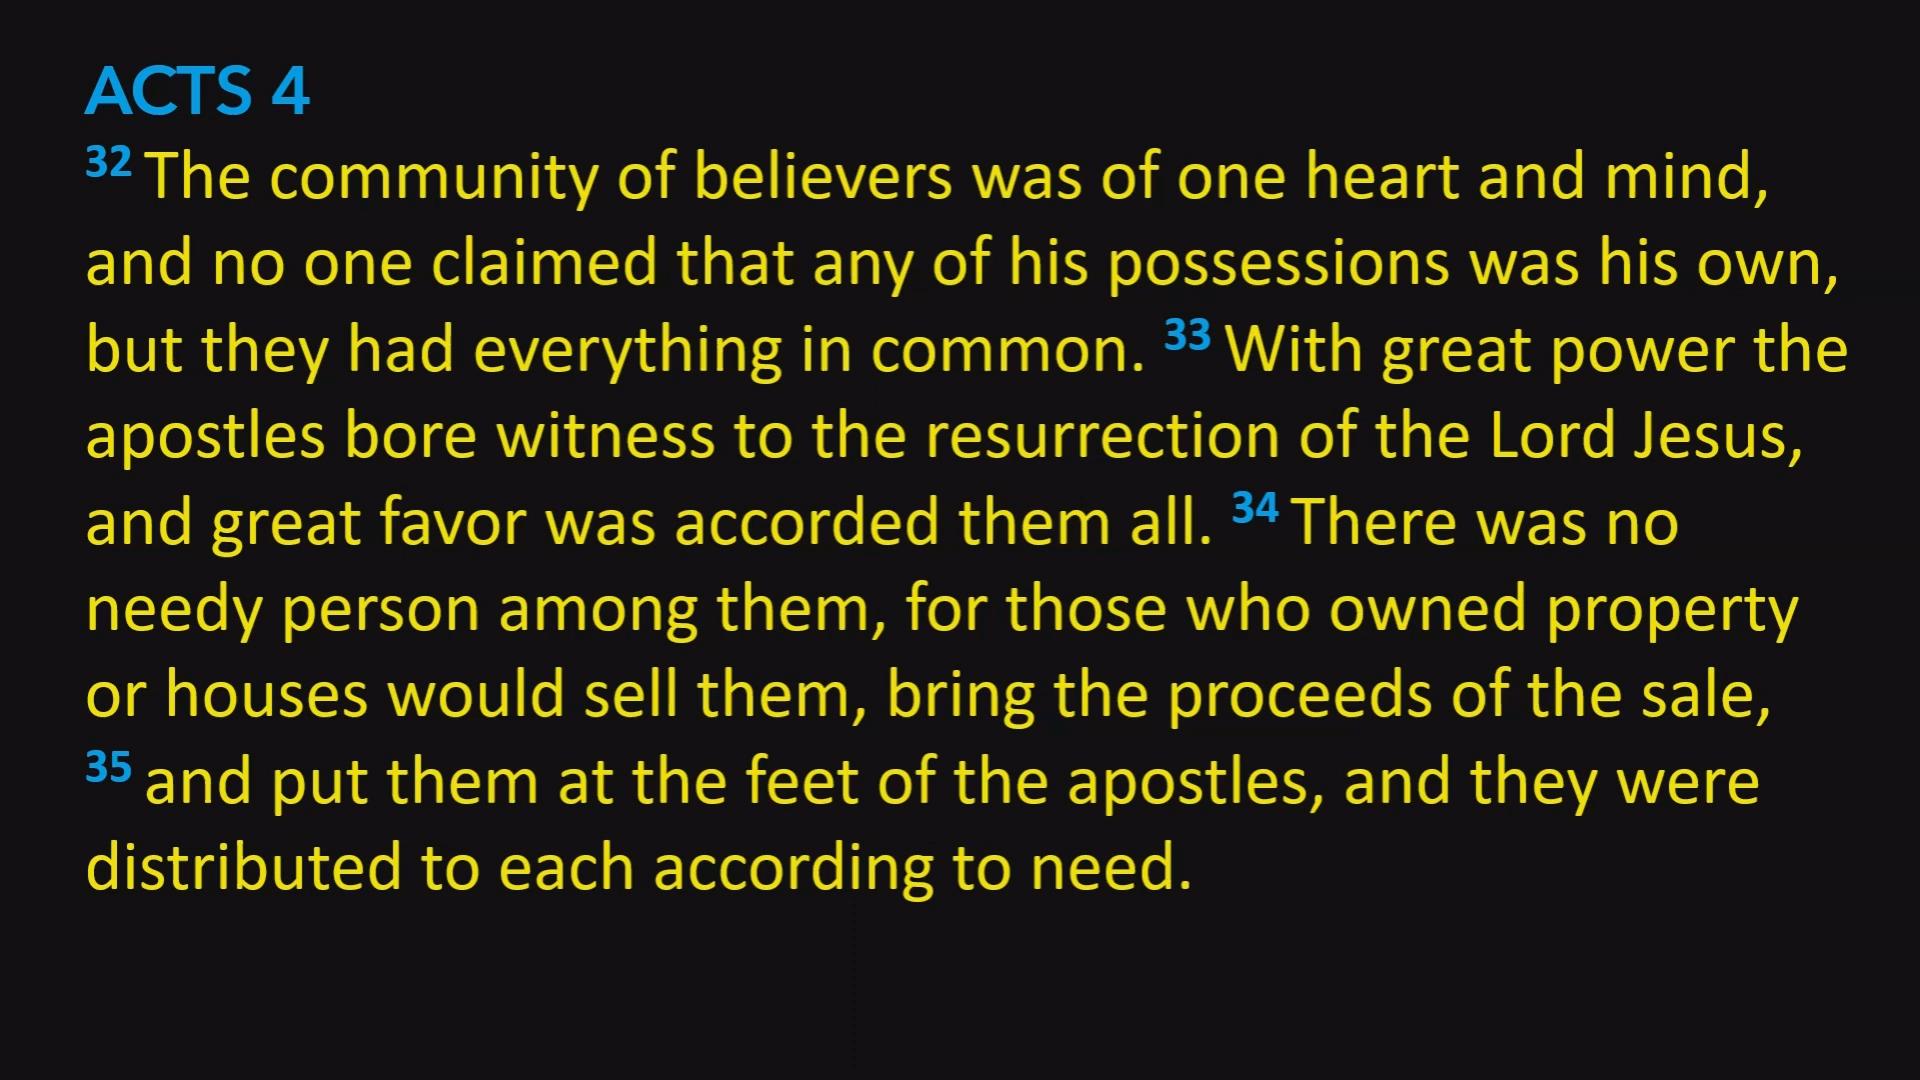 ACTS 4
32 The community of believers was of one heart and mind,
and no one claimed that any of his possessions was his own,
but they had everything in common. 33 With great power the
apostles bore witness to the resurrection of the Lord Jesus,
and great favor was accorded them all. 34 There was no
needy person among them, for those who owned property
or houses would sell them, bring the proceeds of the sale,
35 and put them at the feet of the apostles, and they were
distributed to each according to need.